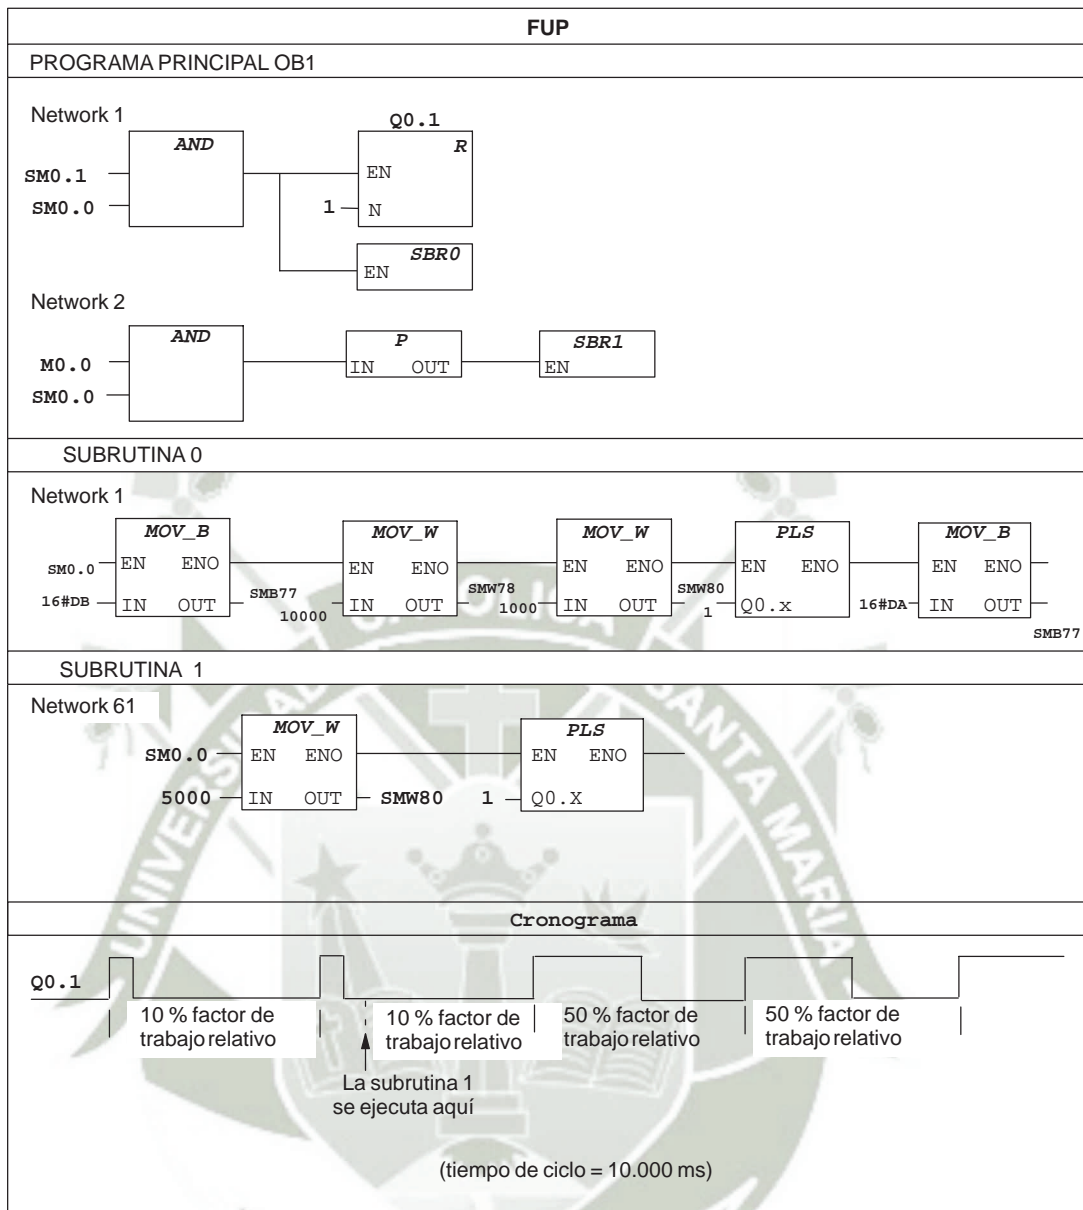 FUP
PROGRAMA PRINCIPAL OB1
Network 1
Q0.1
AND
R
SM0.1
EN
SM0.0
1
N
SBR0
EN
Network 2
AND
P
SBR1
M0.0
IN OUT
EN
SM0.0
SUBRUTINA 0
Network 1
MOV_B
MOV_W
MOV_W
PLS
MOV_B
SM0.0
EN ENO
EN ENO
EN ENO
EN ENO
EN ENO
16#DB
IN OUT
SMB77
10000
IN OUT
SMW78
1000
IN OUT
SMW80
1
Q0.x
16#DA
IN OUT
SMB77
SUBRUTINA 1
Network 61
MOV_W
PLS
SM0.0
EN ENO
EN ENO
5000
IN OUT
SMW80
1
Q0.X
Cronograma
Q0.1
10 % factor de
trabajo relativo
10 % factor de
trabajo relativo
50 % factor de
trabajo relativo
50 % factor de
trabajo relativo
La subrutina 1
se ejecuta aquí
(tiempo de ciclo = 10.000 ms)
UNIVERSIDAD CATOLICA SANTA MARIA